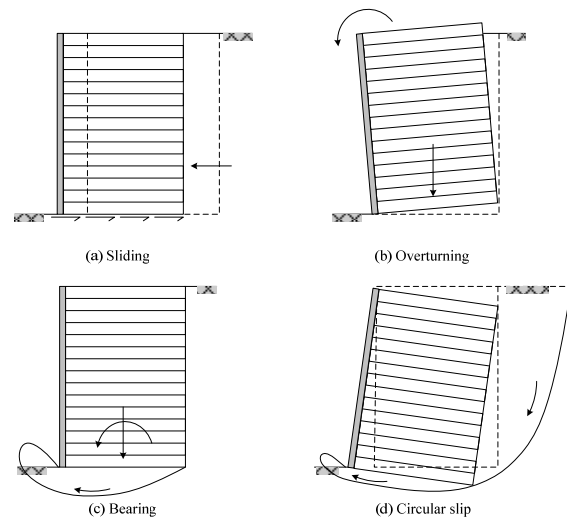 (a) Sliding
(b) Overturning
(c) Bearing
(d) Circular slip